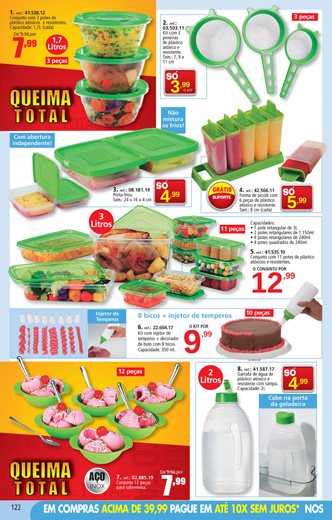 1. ref.: 41.538.12
Conjunto com 3 potes de
plástico atóxicos e resistentes.
Capacidade: 1,7L (cada)
De 9,99 por
7,99
1,7
Litros
3 peças
2. ref.:
03.503.11
Kit com 3
peneiras
de plástico
atóxico e
resistente.
Tam.: 7, 9 e
11 cm
SÓ
3,99
3 peças
QUEIMA
TOTAL
Com abertura
independente!
Não
mistura
os frios!
3. ref.: 08.181.19
Porta-frios.
Tam.: 24 x 16 x 4 cm
SÓ
4,99
GRÁTIS
SUPORTE
4. ref.: 42.566.11
Forma de picolé com
6 peças de plástico
atóxico e resistente.
Tam.: 8 cm (cada)
SÓ
5,99
3
Litros
11 peças
Capacidades:
• 1 pote retangular de 3L
• 2 potes retangulares de 1.150ml
• 4 potes retangulares de 240ml
• 4 potes quadrados de 240ml
5. ref.: 41.535.10
Conjunto com 11 potes de plástico
atóxicos e resistentes.
O CONJUNTO POR
12,99
Injetor de
Temperos
8 bicos + injetor de temperos
6. ref.: 22.604.17
Kit com injetor
de temperos + decorador
de bolo com 8 bicos.
Capacidade: 350 ml.
O KIT POR
9,99
10 peças
12 peças
2
Litros
8. ref.: 41.587.17
Garrafa de água de
plástico atóxico e
resistente com tampa.
Capacidade: 2L
SÓ
4,99
Cabe na porta
da geladeira
QUEIMA
TOTAL
AÇO
INOX
7. ref.: 02.885.19
Conjunto 12 peças
para sobremesa.
De 9,98 por
7,99
122
EM COMPRAS ACIMA DE 39,99 PAGUE EM ATÉ 10X SEM JUROS* NOS